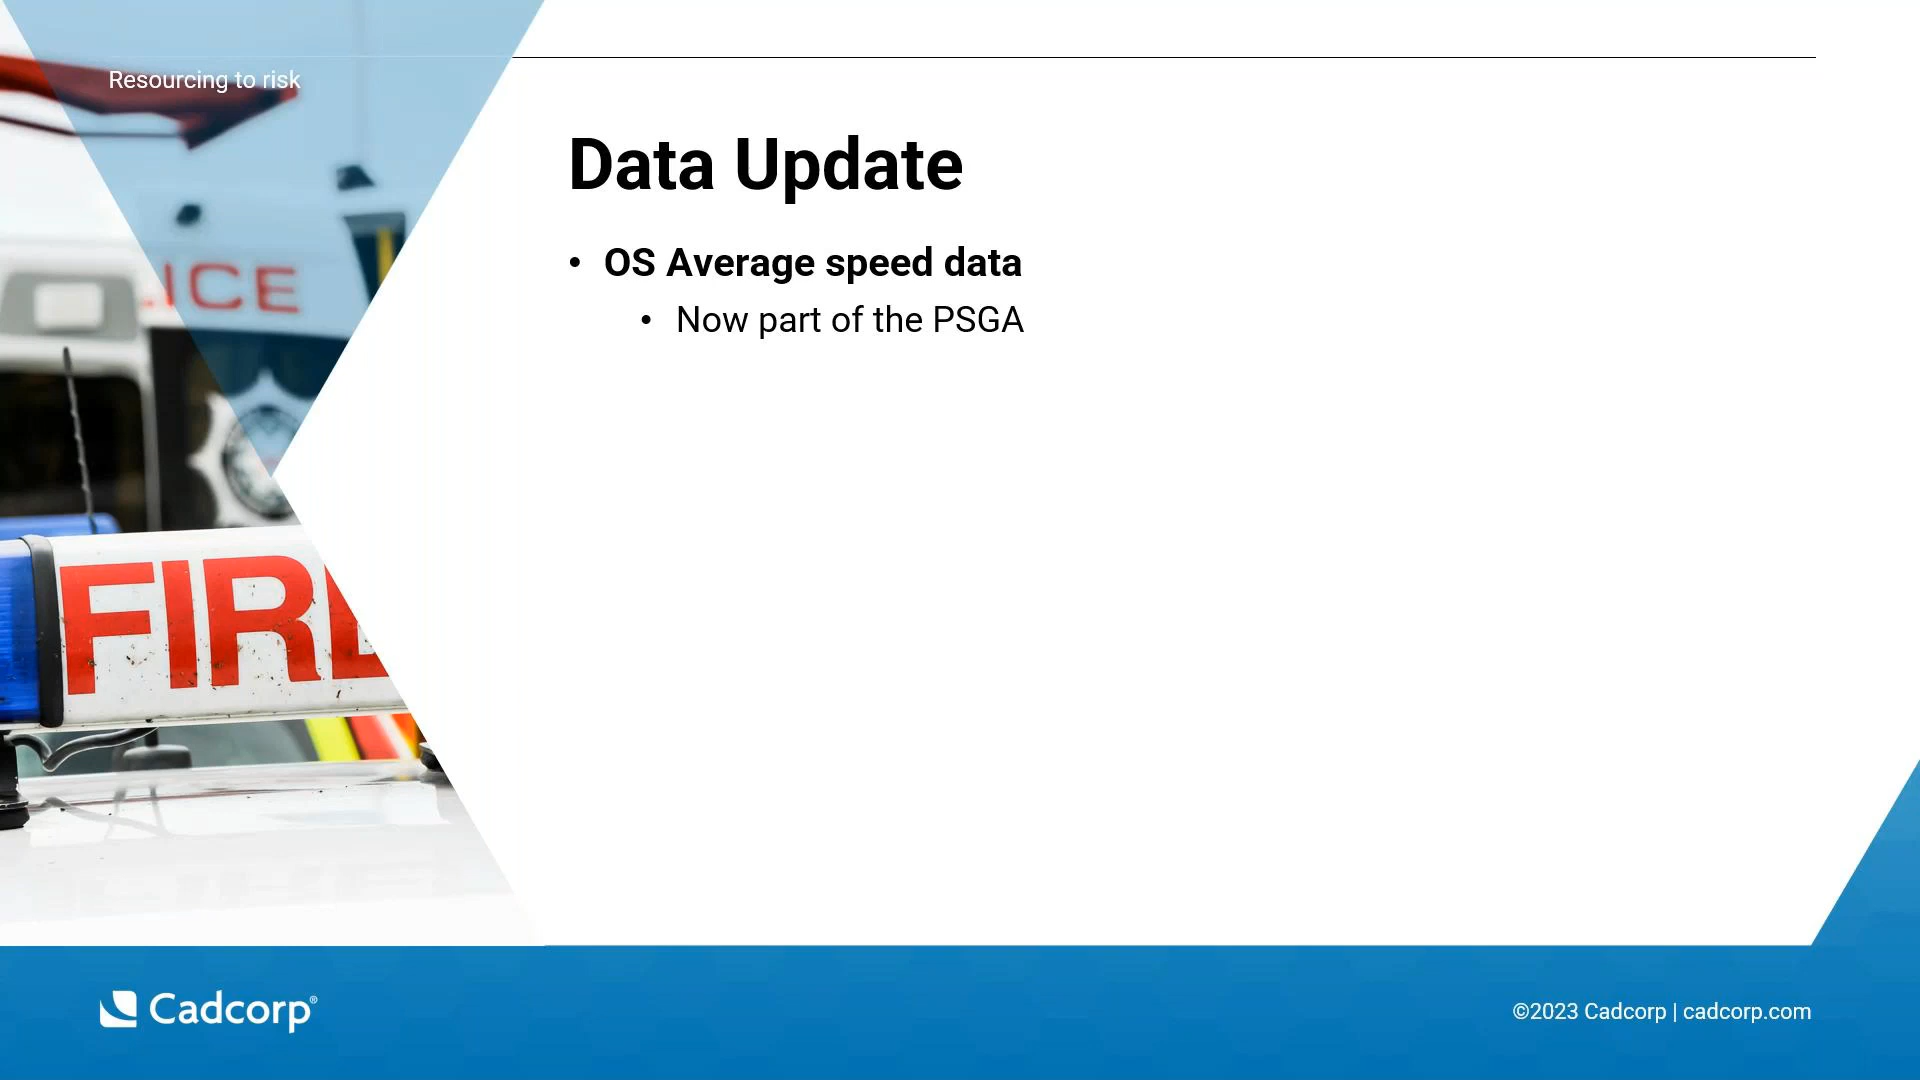 Resourcing to risk
Data Update
• OS Average speed data
• Now part of the PSGA
LICE
FIRE
Cadcorp®
©2023 Cadcorp | cadcorp.com